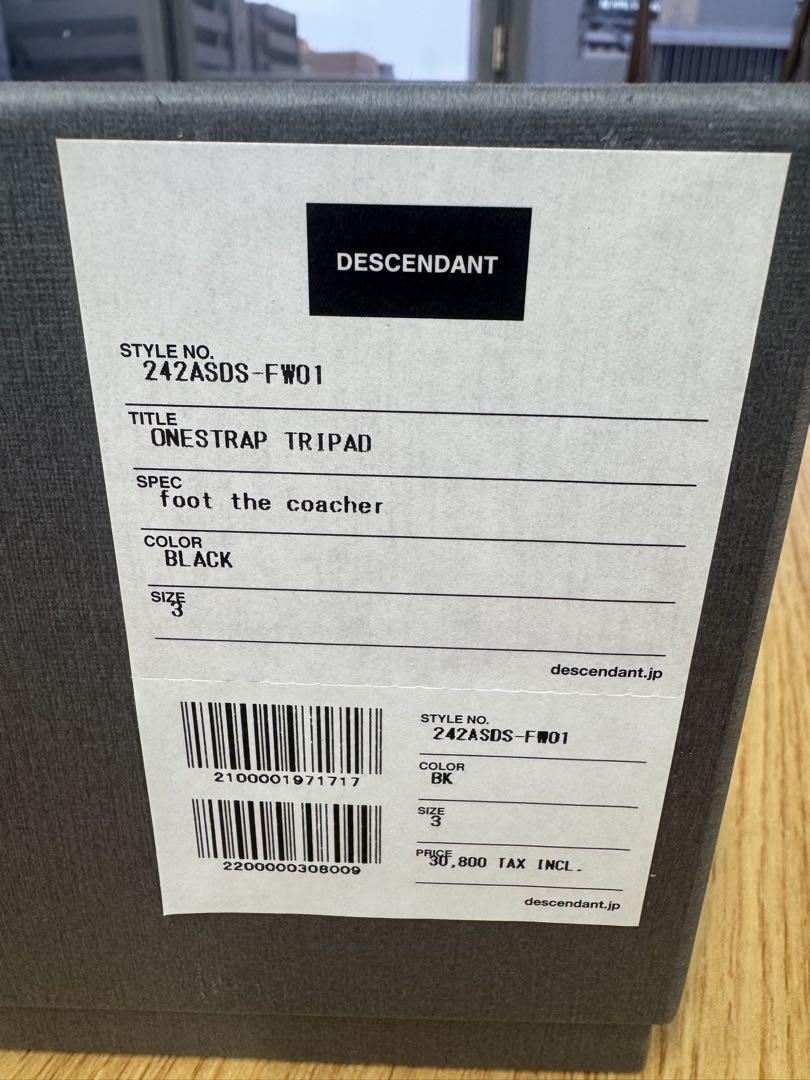 DESCENDANT
STYLE NO.
242ASDS-FW01
TITLE
ONESTRAP TRIPAD
SPEC
foot the coacher
COLOR
BLACK
SIZE
3
descendant.jp
2100001971717
2200000308009
STYLE NO.
242ASDS-FW01
COLOR
BK
SIZE
3
PRICE
30,800 TAX INCL.
descendant.jp